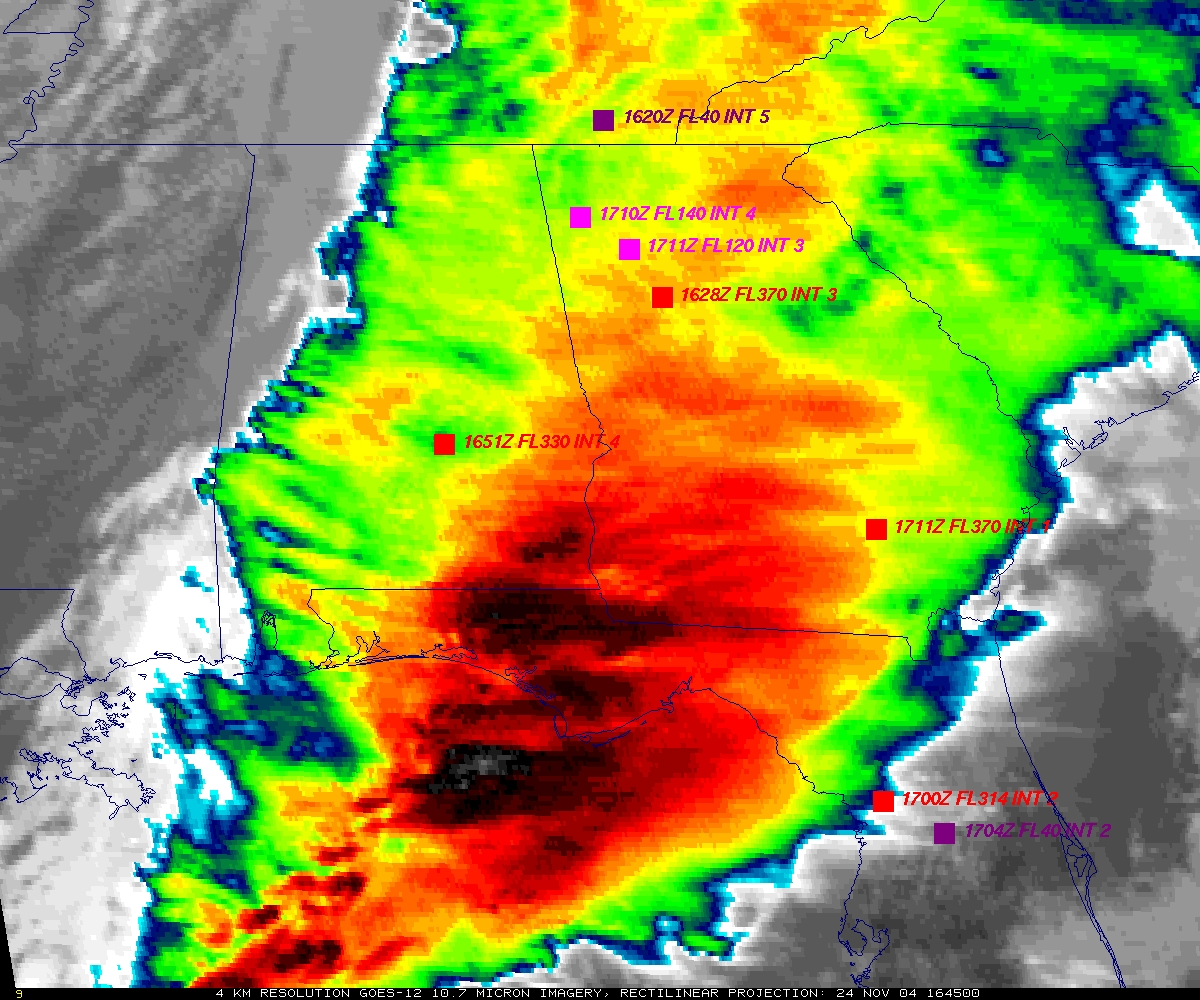 1620Z FL40 INT 5
1710Z FL140 INT 4
1711Z FL120 INT 3
1628Z FL370 INT 3
1651Z FL330 INT 4
1711Z FL370 INT 1
1700Z FL314 INT 2
1704Z FL40 INT 2
9 4 KM RESOLUTION GOES-12 10.7 MICRON IMAGERY, RECTILINEAR PROJECTION: 24 NOV 04 164500